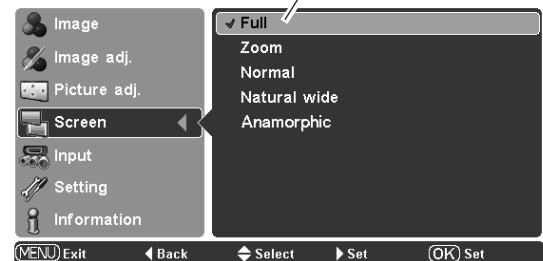 Image
Image adj.
Picture adj.
Screen
Input
Setting
Information
Full
Zoom
Normal
Natural wide
Anamorphic
MENU Exit Back Select Set OK Set